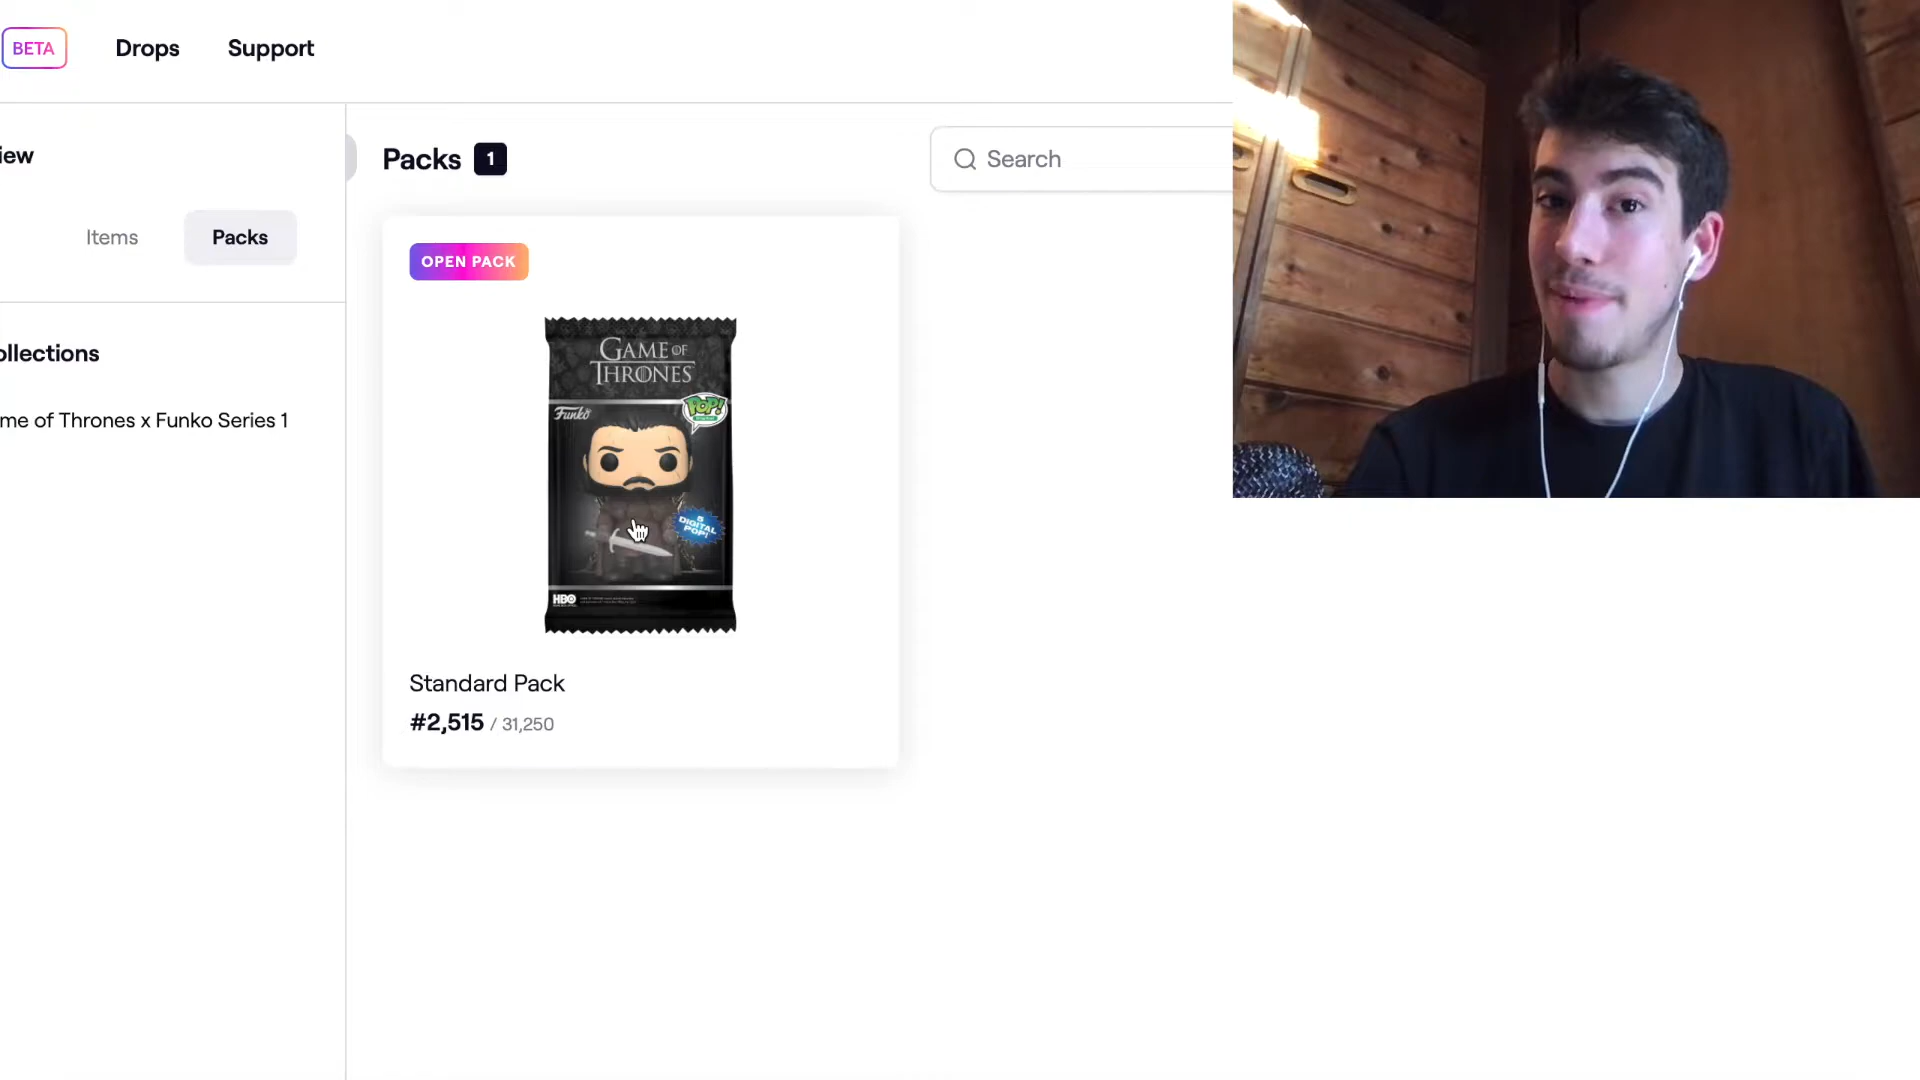 BETA
Drops
Support
iew
Items
Packs
ollections
me of Thrones x Funko Series 1
Packs 1
Search
OPEN PACK
GAME OF
THRONES
Funko
POP!
5
DIGITAL
POP!
HBO
Standard Pack
#2,515 / 31,250